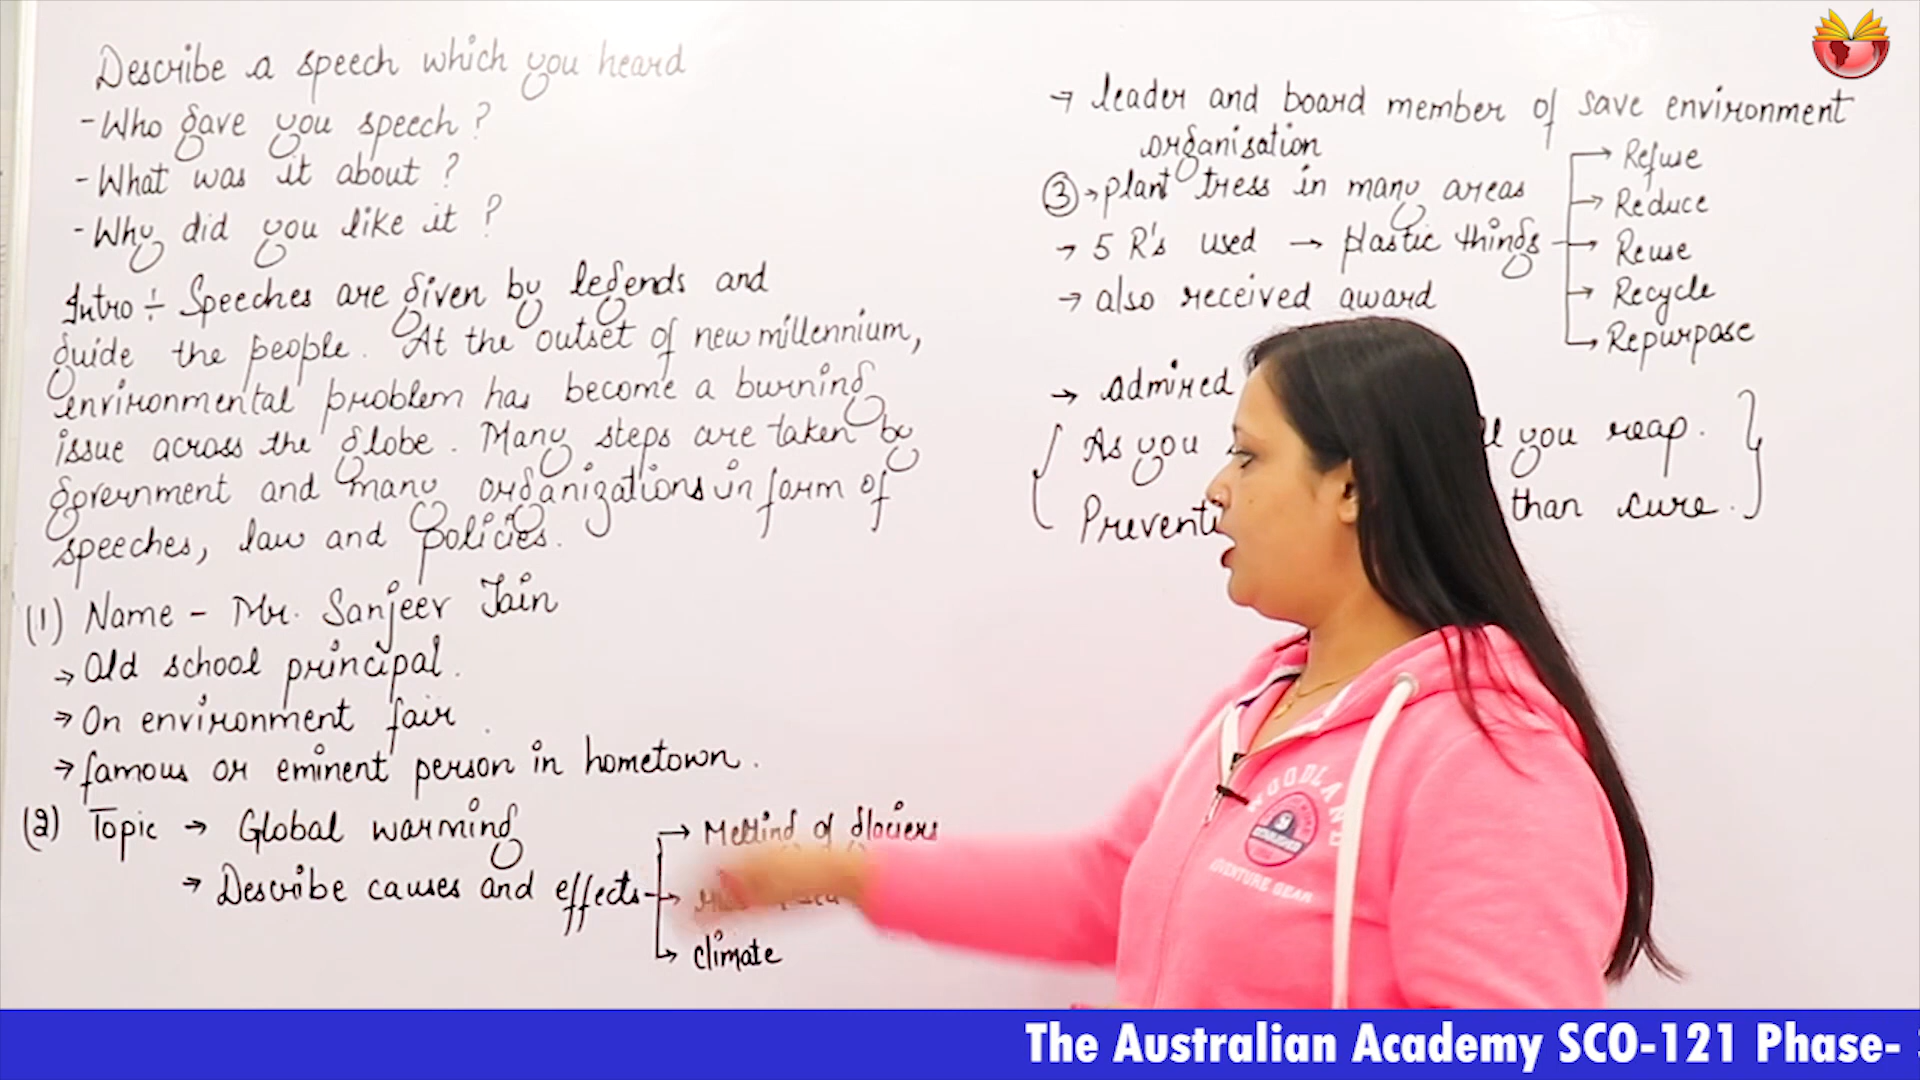 Describe a speech which you heard
- Who gave you speech ?
- What was it about ?
- Why did you like it ?
Intro :- Speeches are given by legends and
guide the people. At the outset of new millennium,
environmental problem has become a burning
issue across the globe. Many steps are taken by
government and many organizations in form of
speeches, law and policies.
(1) Name - Mr. Sanjeev Jain
→ Old school principal.
→ On environment fair.
→ famous or eminent person in hometown.
(2) Topic → Global warming
→ Describe causes and effects
→ Melting of glaciers
→ climate
→ leader and board member of save environment
organisation
③ → plant tress in many areas
→ 5 R's used → plastic things
→ Refuse
→ Reduce
→ Reuse
→ Recycle
→ Repurpose
→ also received award
→ admired
As you you reap.
than cure.
WOODLAND
ADVENTURE GEAR
The Australian Academy SCO-121 Phase-